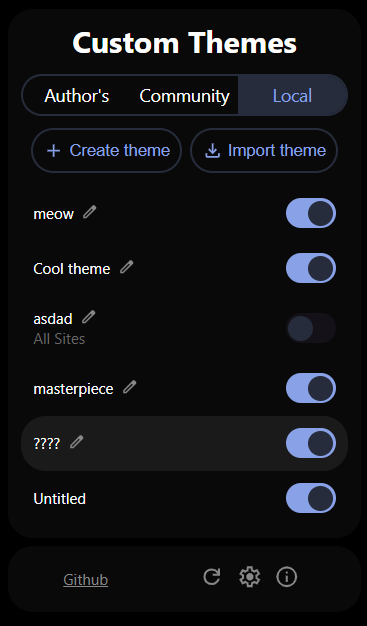 Custom Themes
Author's Community Local
Create theme Import theme
meow
Cool theme
asdad
All Sites
masterpiece
????
Untitled
Github